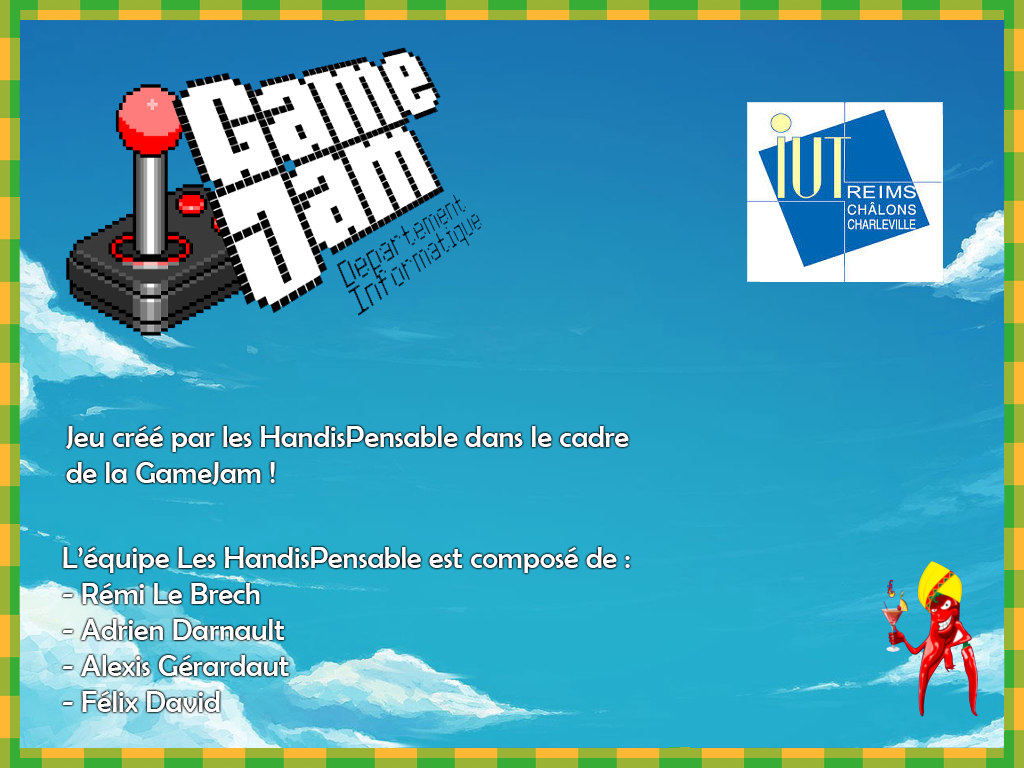 Game
Jam
Departement
Informatique
iUT
REIMS
CHÂLONS
CHARLEVILLE
Jeu créé par les HandisPensable dans le cadre
de la GameJam !
L'équipe Les HandisPensable est composé de :
- Rémi Le Brech
- Adrien Darnault
- Alexis Gérardaut
- Félix David